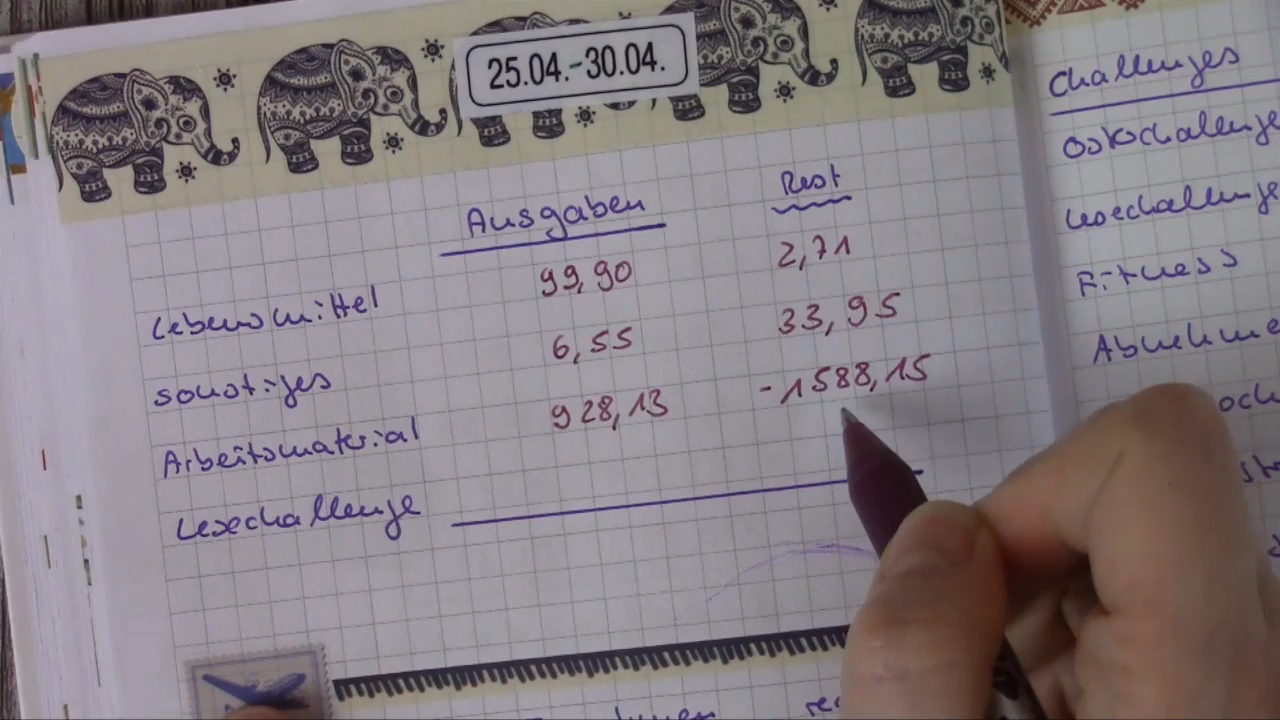 25.04.-30.04.
Ausgaben Rest
Lebensmittel 99,90 2,71
sonstiges 6,55 33,95
Arbeitsmaterial 928,13 -1588,15
Lesechallenge
Challenges
Lesechallenge
Fitness